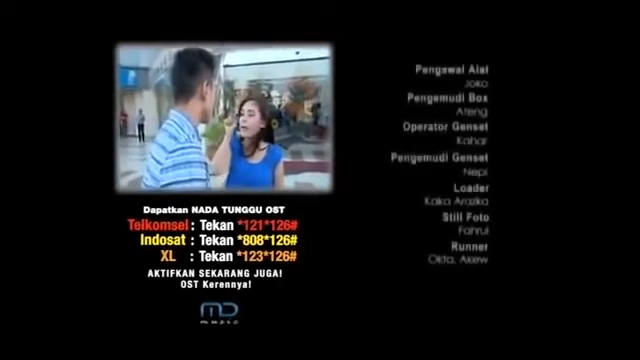 Dapatkan NADA TUNGGU OST
Telkomsel : Tekan *121*126#
Indosat : Tekan *808*126#
XL : Tekan *123*126#
AKTIFKAN SEKARANG JUGA!
OST Kerennya!
MD
MUSIC
Pengawal Alat
Joko
Pengemudi Box
Ateng
Operator Genset
Kahar
Pengemudi Genset
Nepi
Loader
Kaka Arazka
Still Foto
Fahrul
Runner
Okta, Akew